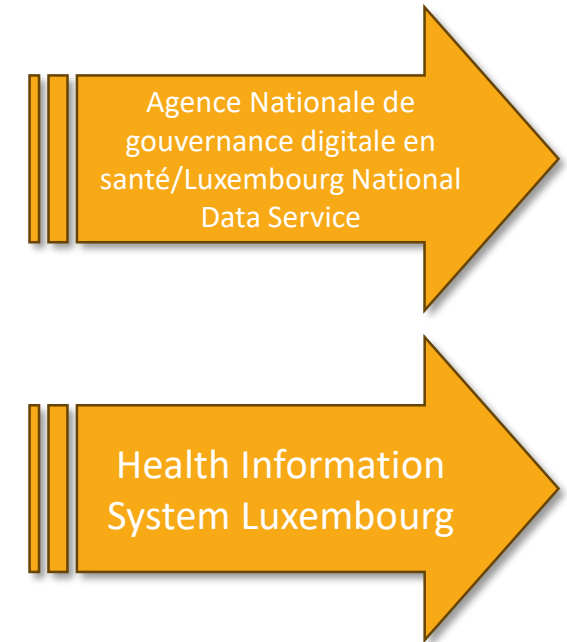 Agence Nationale de
gouvernance digitale en
santé/Luxembourg National
Data Service
Health Information
System Luxembourg